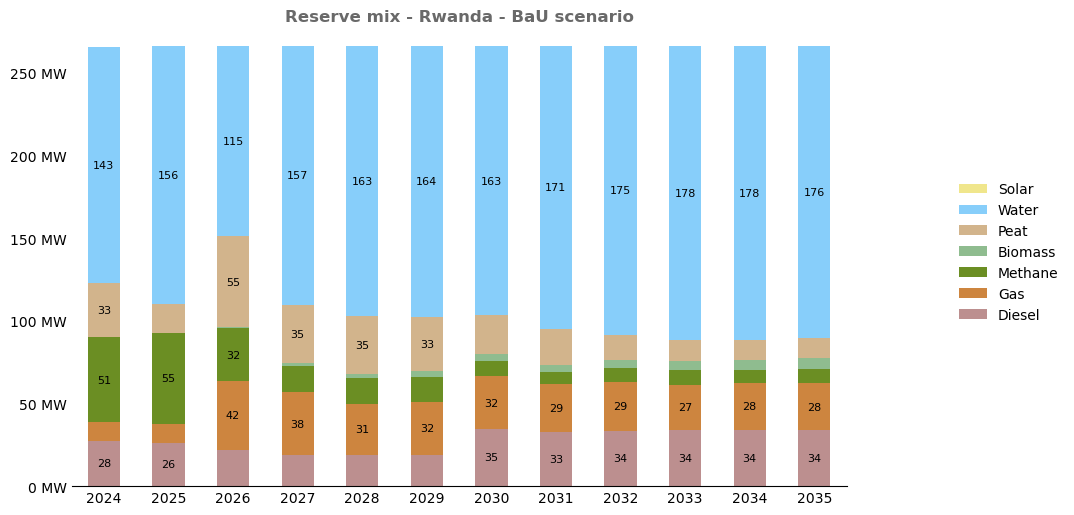 Reserve mix - Rwanda - BaU scenario
250 MW
200 MW
150 MW
100 MW
50 MW
0 MW
143
33
51
28
156
55
26
115
55
32
42
157
35
38
163
35
31
164
33
32
163
32
35
171
29
33
175
29
34
178
27
34
178
28
34
176
28
34
2024 2025 2026 2027 2028 2029 2030 2031 2032 2033 2034 2035
Solar
Water
Peat
Biomass
Methane
Gas
Diesel